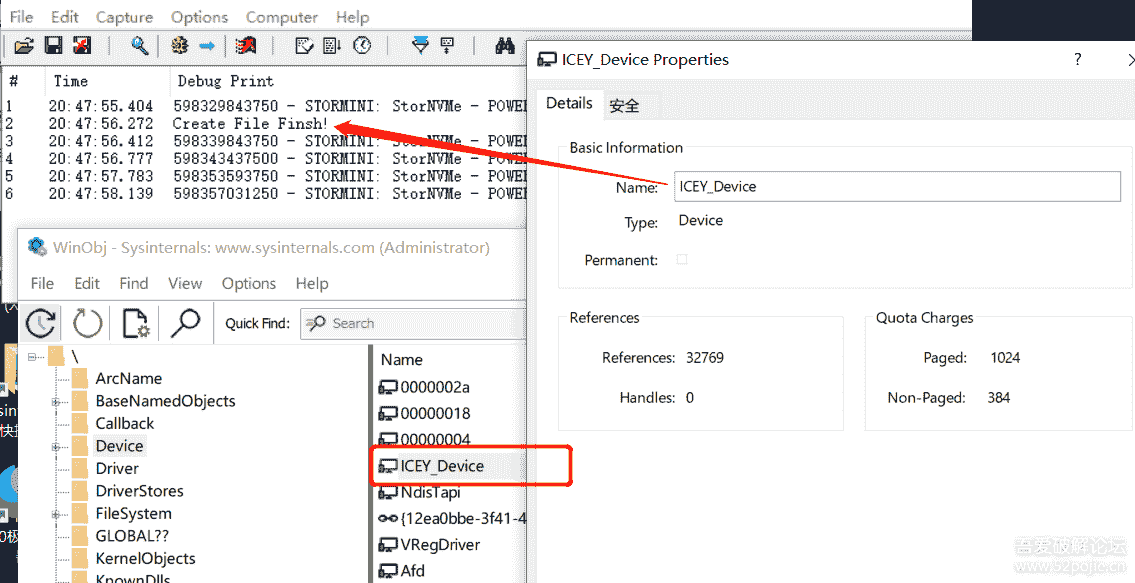 File Edit Capture Options Computer Help
# Time Debug Print
1 20:47:55.404 598329843750 - STORMINI: StorNVMe - POWER
2 20:47:56.272 Create File Finsh!
3 20:47:56.412 598339843750 - STORMINI: StorNVMe - POWE
4 20:47:56.777 598343437500 - STORMINI: StorNVMe - POWE
5 20:47:57.783 598353593750 - STORMINI: StorNVMe - POWE
6 20:47:58.139 598357031250 - STORMINI: StorNVMe - POWE
WinObj - Sysinternals: www.sysinternals.com (Administrator)
File Edit Find View Options Help
Quick Find: Search
\
ArcName
BaseNamedObjects
Callback
Device
Driver
DriverStores
FileSystem
GLOBAL??
KernelObjects
KnownDlls
Name
0000002a
00000018
00000004
ICEY_Device
NdisTapi
{12ea0bbe-3f41-4
VRegDriver
Afd
ICEY_Device Properties
?
Details 安全
Basic Information
Name: ICEY_Device
Type: Device
Permanent:
References
References: 32769
Handles: 0
Quota Charges
Paged: 1024
Non-Paged: 384
吾爱破解论坛
www.52pojie.cn